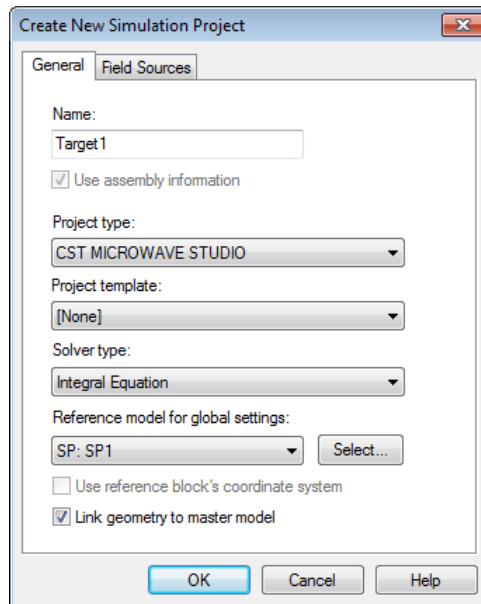 Create New Simulation Project
General
Field Sources
Name:
Target1
Use assembly information
Project type:
CST MICROWAVE STUDIO
Project template:
[None]
Solver type:
Integral Equation
Reference model for global settings:
SP: SP1
Select...
Use reference block's coordinate system
Link geometry to master model
OK
Cancel
Help